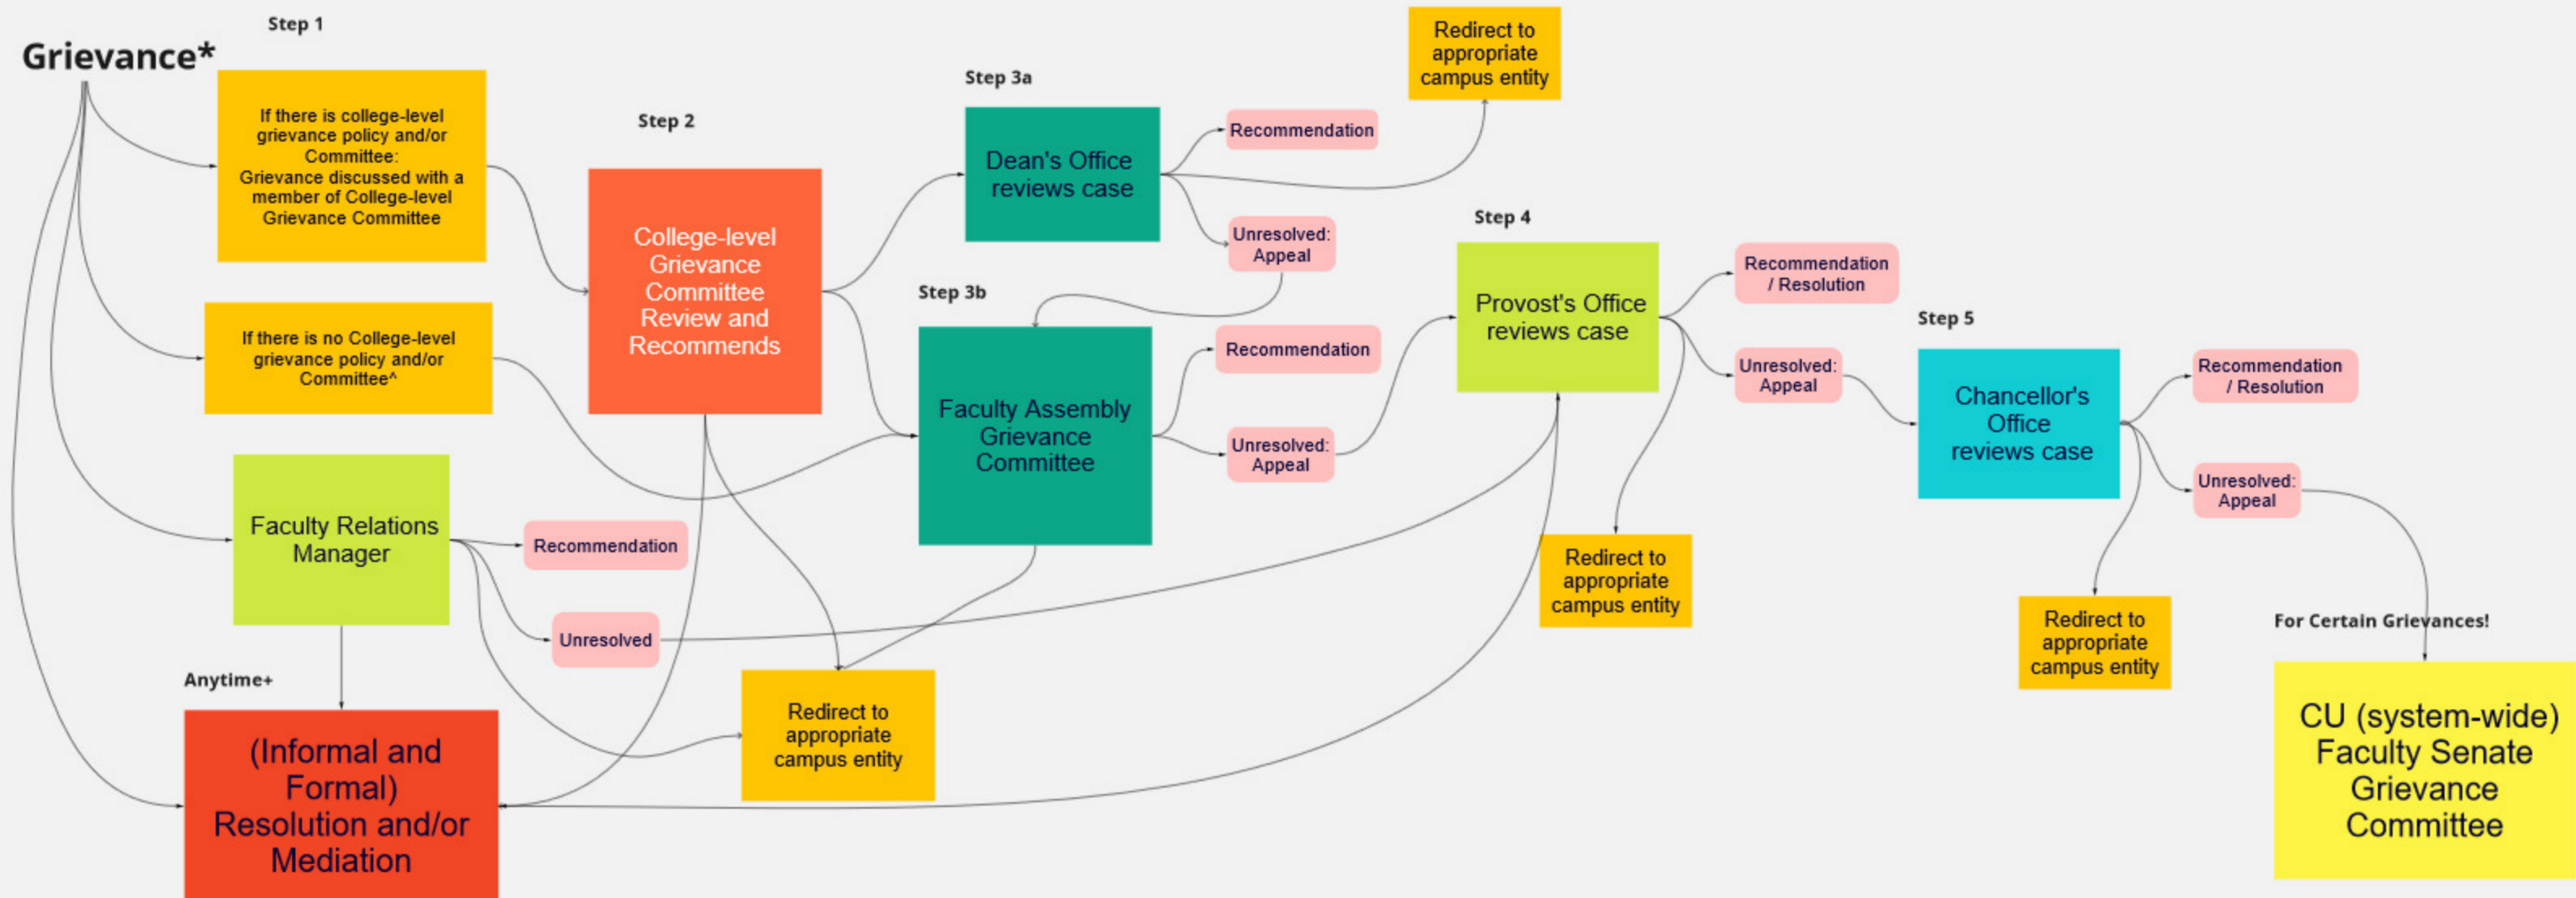 Step 1
Grievance*
If there is college-level
grievance policy and/or
Committee:
Grievance discussed with a
member of College-level
Grievance Committee
If there is no College-level
grievance policy and/or
Committee^
Faculty Relations
Manager
Recommendation
Unresolved
Anytime+
(Informal and
Formal)
Resolution and/or
Mediation
Step 2
College-level
Grievance
Committee
Review and
Recommends
Redirect to
appropriate
campus entity
Step 3a
Dean's Office
reviews case
Recommendation
Unresolved:
Appeal
Redirect to
appropriate
campus entity
Step 3b
Faculty Assembly
Grievance
Committee
Recommendation
Unresolved:
Appeal
Step 4
Provost's Office
reviews case
Recommendation
/ Resolution
Unresolved:
Appeal
Redirect to
appropriate
campus entity
Step 5
Chancellor's
Office
reviews case
Recommendation
/ Resolution
Unresolved:
Appeal
Redirect to
appropriate
campus entity
For Certain Grievances!
CU (system-wide)
Faculty Senate
Grievance
Committee